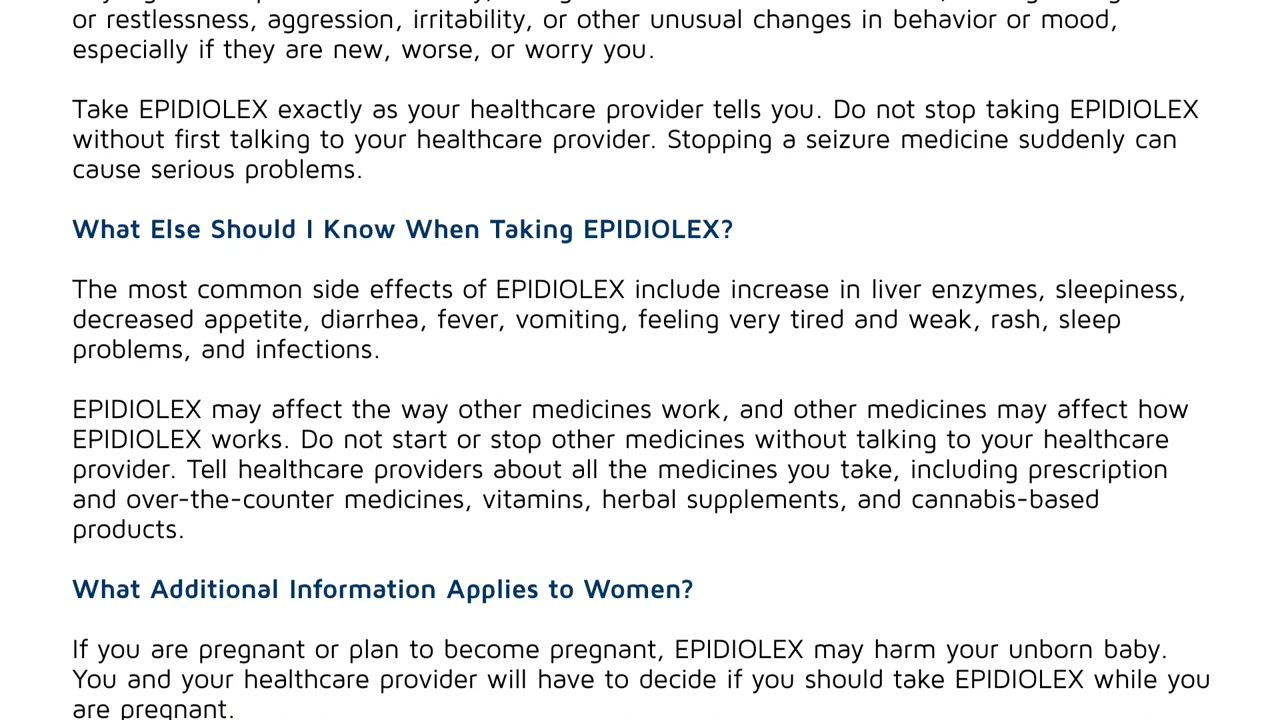 or restlessness, aggression, irritability, or other unusual changes in behavior or mood,
especially if they are new, worse, or worry you.
Take EPIDIOLEX exactly as your healthcare provider tells you. Do not stop taking EPIDIOLEX
without first talking to your healthcare provider. Stopping a seizure medicine suddenly can
cause serious problems.
What Else Should I Know When Taking EPIDIOLEX?
The most common side effects of EPIDIOLEX include increase in liver enzymes, sleepiness,
decreased appetite, diarrhea, fever, vomiting, feeling very tired and weak, rash, sleep
problems, and infections.
EPIDIOLEX may affect the way other medicines work, and other medicines may affect how
EPIDIOLEX works. Do not start or stop other medicines without talking to your healthcare
provider. Tell healthcare providers about all the medicines you take, including prescription
and over-the-counter medicines, vitamins, herbal supplements, and cannabis-based
products.
What Additional Information Applies to Women?
If you are pregnant or plan to become pregnant, EPIDIOLEX may harm your unborn baby.
You and your healthcare provider will have to decide if you should take EPIDIOLEX while you
are pregnant.